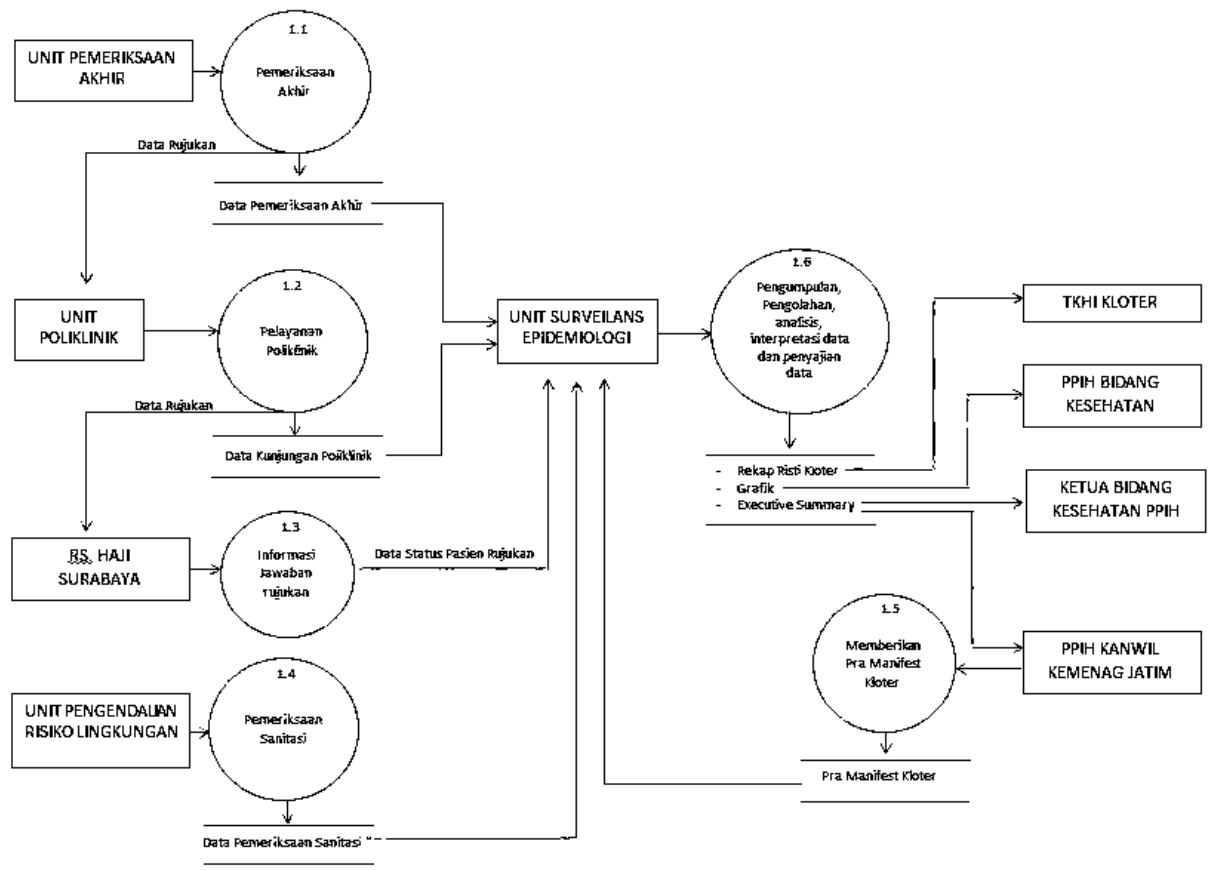 1.1
UNIT PEMERIKSAAN
AKHIR
Pemeriksaan
Akhir
Data Rujukan
Data Pemeriksaan Akhir
1.2
UNIT
POLIKLINIK
Pelayanan
Poliklinik
Data Rujukan
Data Kunjungan Poliklinik
1.3
RS. HAJI
SURABAYA
Informasi
Jawaban
rujukan
Data Status Pasien Rujukan
1.4
UNIT PENGENDALIAN
RISIKO LINGKUNGAN
Pemeriksaan
Sanitasi
Data Pemeriksaan Sanitasi
UNIT SURVEILANS
EPIDEMIOLOGI
1.6
Pengumpulan,
Pengolahan,
analisis,
interpretasi data
dan penyajian
data
- Rekap Risti Kloter
- Grafik
- Executive Summary
TKHI KLOTER
PPIH BIDANG
KESEHATAN
KETUA BIDANG
KESEHATAN PPIH
1.5
Memberikan
Pra Manifest
Kloter
PPIH KANWIL
KEMENAG JATIM
Pra Manifest Kloter